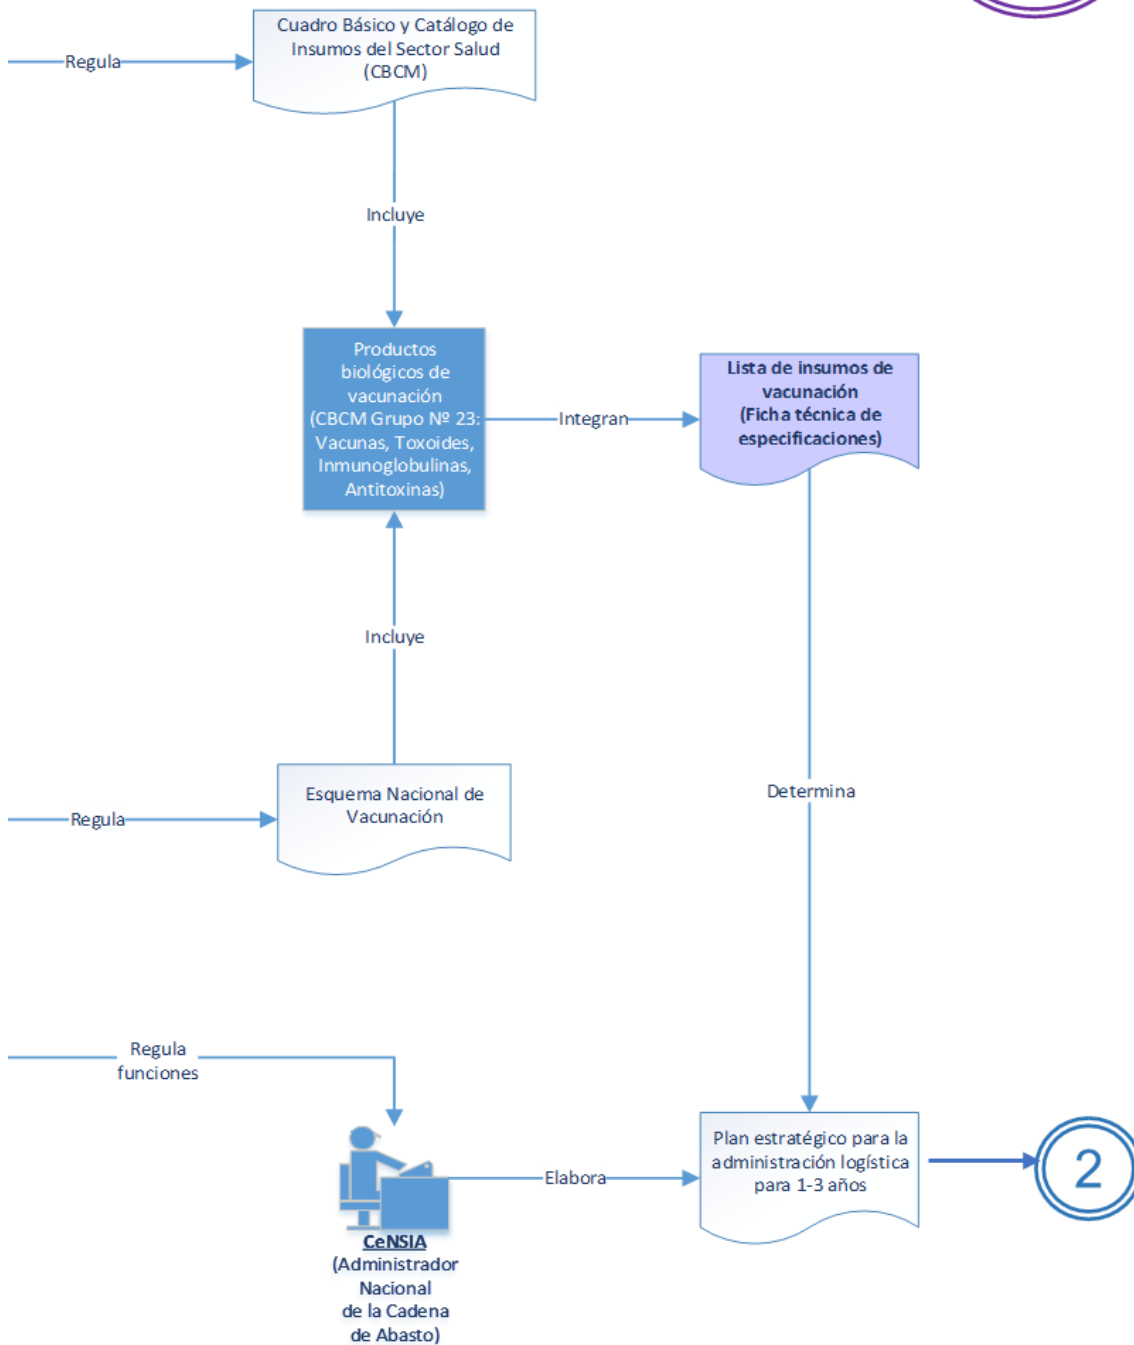 Cuadro Básico y Catálogo de
Insumos del Sector Salud
(CBCM)
Regula
Incluye
Productos
biológicos de
vacunación
(CBCM Grupo Nº 23:
Vacunas, Toxoides,
Inmunoglobulinas,
Antitoxinas)
Integran
Lista de insumos de
vacunación
(Ficha técnica de
especificaciones)
Incluye
Esquema Nacional de
Vacunación
Regula
Determina
Regula
funciones
Plan estratégico para la
administración logística
para 1-3 años
2
Elabora
CeNSIA
(Administrador
Nacional
de la Cadena
de Abasto)